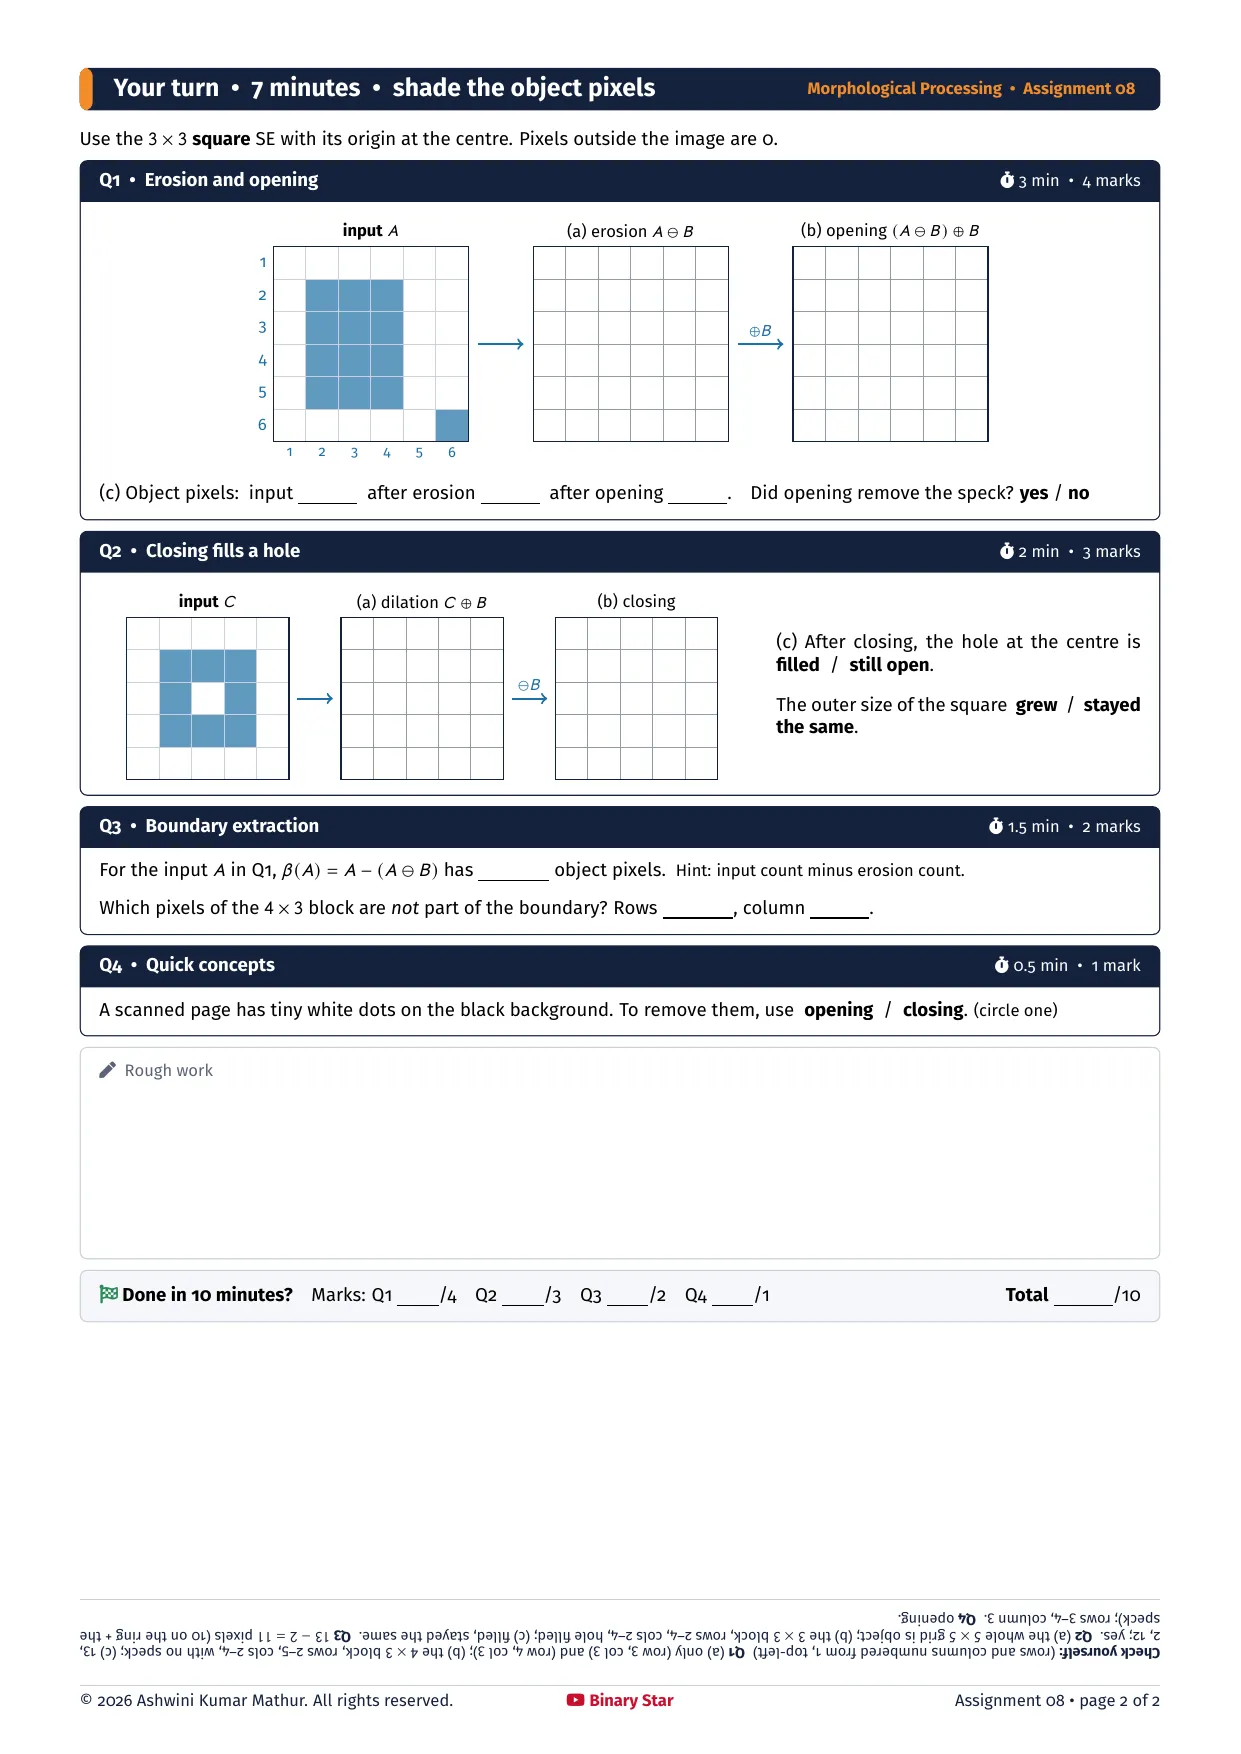 Your turn • 7 minutes • shade the object pixels
Morphological Processing • Assignment 08
Use the 3 × 3 square SE with its origin at the centre. Pixels outside the image are 0.
Q1 • Erosion and opening
3 min • 4 marks
input A
(a) erosion A ⊖ B
(b) opening (A ⊖ B) ⊕ B
1
2
3
4
5
6
⊕B
1 2 3 4 5 6
(c) Object pixels: input ______ after erosion ______ after opening ______. Did opening remove the speck? yes / no
Q2 • Closing fills a hole
2 min • 3 marks
input C
(a) dilation C ⊕ B
(b) closing
⊖B
(c) After closing, the hole at the centre is
filled / still open.
The outer size of the square grew / stayed
the same.
Q3 • Boundary extraction
1.5 min • 2 marks
For the input A in Q1, β(A) = A − (A ⊖ B) has _______ object pixels. Hint: input count minus erosion count.
Which pixels of the 4 × 3 block are not part of the boundary? Rows _______, column ______.
Q4 • Quick concepts
0.5 min • 1 mark
A scanned page has tiny white dots on the black background. To remove them, use opening / closing. (circle one)
Rough work
Done in 10 minutes? Marks: Q1 ____/4 Q2 ____/3 Q3 ____/2 Q4 ____/1
Total ______/10
Check yourself: (rows and columns numbered from 1, top-left) Q1 (a) only (row 3, col 3) and (row 4, col 3); (b) the 4 × 3 block, rows 2–5, cols 2–4, with no speck; (c) 13,
2, 12; yes. Q2 (a) the whole 5 × 5 grid is object; (b) the 3 × 3 block, rows 2–4, cols 2–4, hole filled; (c) filled, stayed the same. Q3 13 − 2 = 11 pixels (10 on the ring + the
speck); rows 3–4, column 3. Q4 opening.
© 2026 Ashwini Kumar Mathur. All rights reserved.
Binary Star
Assignment 08 • page 2 of 2